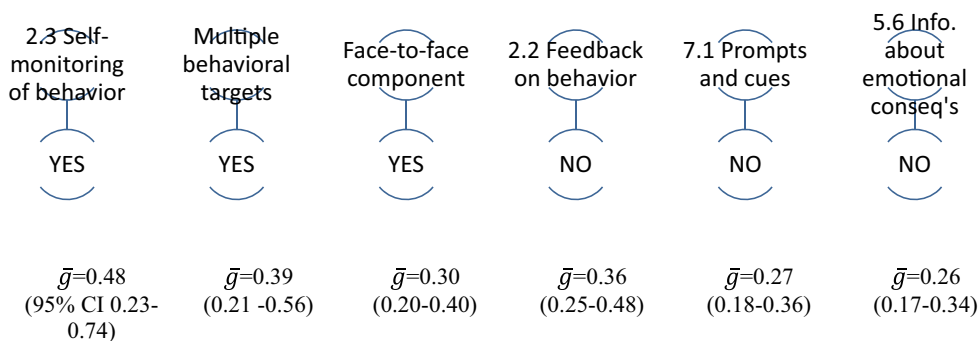 2.3 Self-
monitoring
of behavior
YES
ḡ=0.48
(95% CI 0.23-
0.74)
Multiple
behavioral
targets
YES
ḡ=0.39
(0.21 -0.56)
Face-to-face
component
YES
ḡ=0.30
(0.20-0.40)
2.2 Feedback
on behavior
NO
ḡ=0.36
(0.25-0.48)
7.1 Prompts
and cues
NO
ḡ=0.27
(0.18-0.36)
5.6 Info.
about
emotional
conseq's
NO
ḡ=0.26
(0.17-0.34)